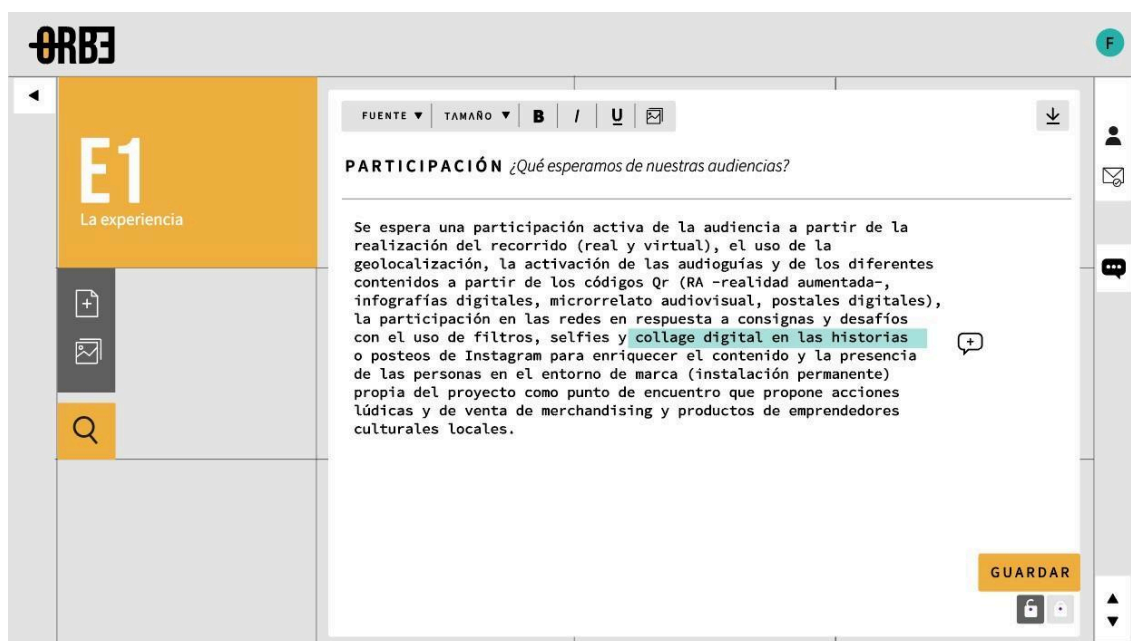 ORBE
F
E1
La experiencia
FUENTE ▼ TAMAÑO ▼ B I U
PARTICIPACIÓN ¿Qué esperamos de nuestras audiencias?
Se espera una participación activa de la audiencia a partir de la
realización del recorrido (real y virtual), el uso de la
geolocalización, la activación de las audioguías y de los diferentes
contenidos a partir de los códigos Qr (RA –realidad aumentada–,
infografías digitales, microrrelato audiovisual, postales digitales),
la participación en las redes en respuesta a consignas y desafíos
con el uso de filtros, selfies y collage digital en las historias
o posteos de Instagram para enriquecer el contenido y la presencia
de las personas en el entorno de marca (instalación permanente)
propia del proyecto como punto de encuentro que propone acciones
lúdicas y de venta de merchandising y productos de emprendedores
culturales locales.
GUARDAR